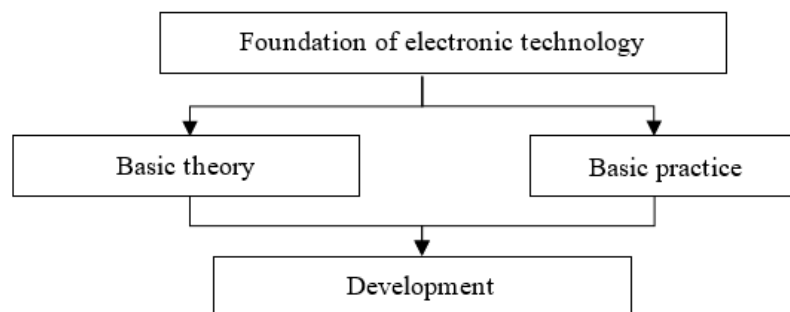 Foundation of electronic technology
Basic theory
Basic practice
Development